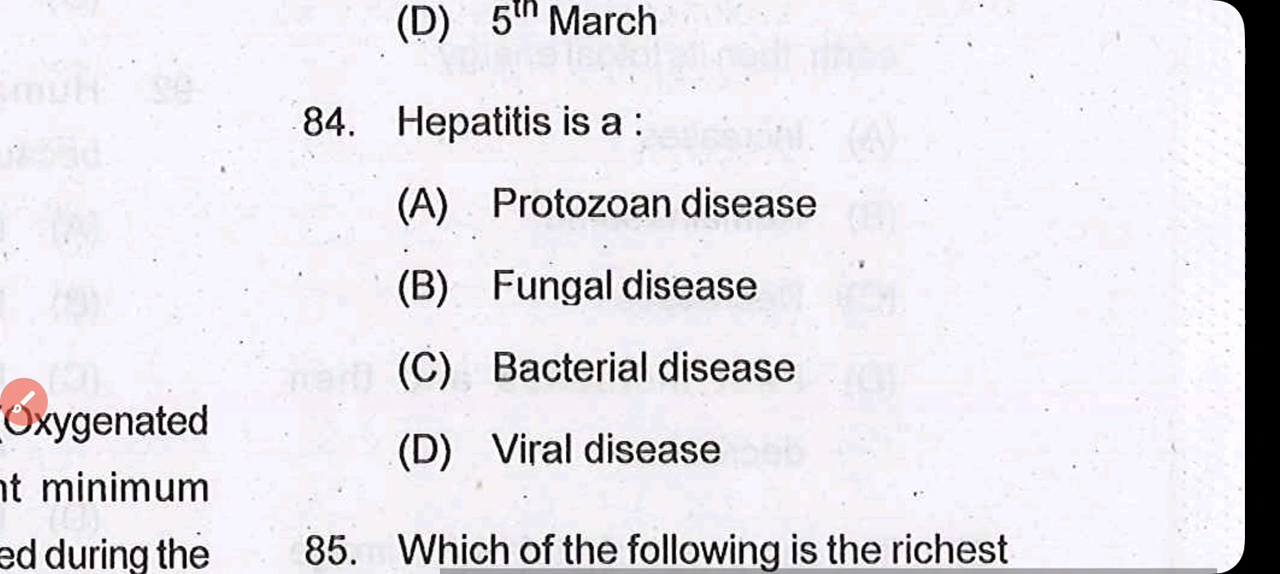 (D) 5th March
84. Hepatitis is a :
(A) Protozoan disease
(B) Fungal disease
(C) Bacterial disease
(D) Viral disease
85. Which of the following is the richest
Oxygenated
nt minimum
ed during the